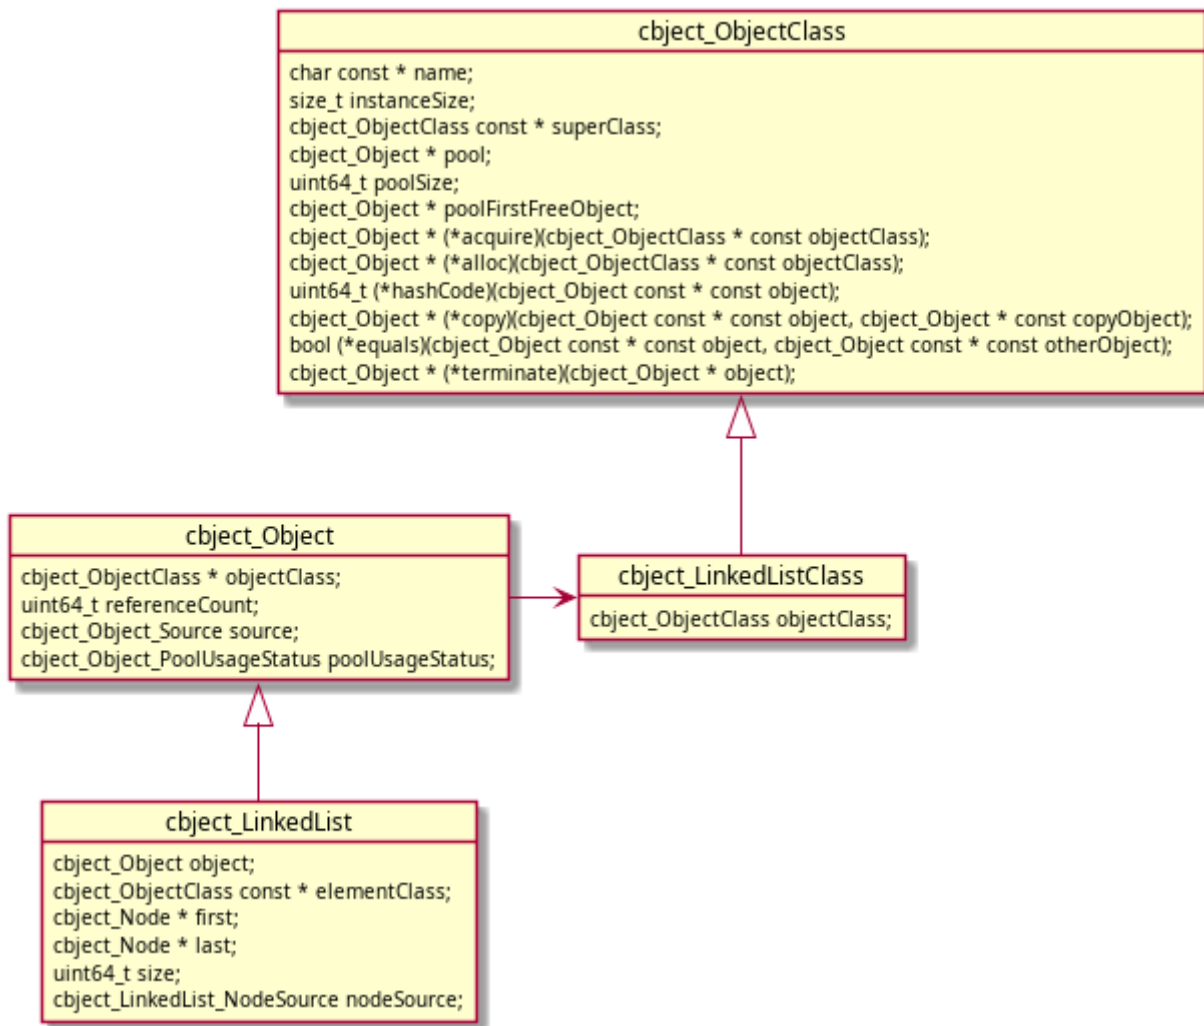 cbject_ObjectClass
char const * name;
size_t instanceSize;
cbject_ObjectClass const * superClass;
cbject_Object * pool;
uint64_t poolSize;
cbject_Object * poolFirstFreeObject;
cbject_Object * (*acquire)(cbject_ObjectClass * const objectClass);
cbject_Object * (*alloc)(cbject_ObjectClass * const objectClass);
uint64_t (*hashCode)(cbject_Object const * const object);
cbject_Object * (*copy)(cbject_Object const * const object, cbject_Object * const copyObject);
bool (*equals)(cbject_Object const * const object, cbject_Object const * const otherObject);
cbject_Object * (*terminate)(cbject_Object * object);
cbject_Object
cbject_ObjectClass * objectClass;
uint64_t referenceCount;
cbject_Object_Source source;
cbject_Object_PoolUsageStatus poolUsageStatus;
cbject_LinkedListClass
cbject_ObjectClass objectClass;
cbject_LinkedList
cbject_Object object;
cbject_ObjectClass const * elementClass;
cbject_Node * first;
cbject_Node * last;
uint64_t size;
cbject_LinkedList_NodeSource nodeSource;